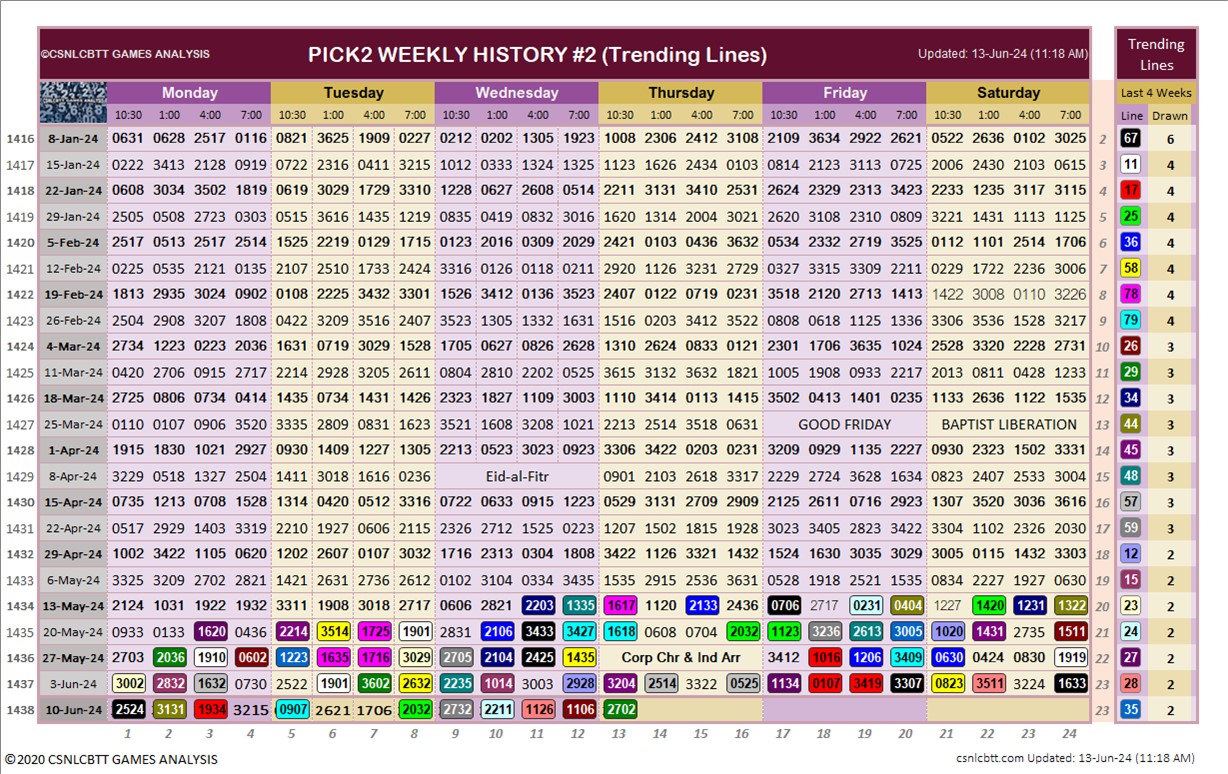 ©CSNLCBTT GAMES ANALYSIS PICK2 WEEKLY HISTORY #2 (Trending Lines) Updated: 13-Jun-24 (11:18 AM) Trending Lines
Monday Tuesday Wednesday Thursday Friday Saturday Last 4 Weeks
10:30 1:00 4:00 7:00 10:30 1:00 4:00 7:00 10:30 1:00 4:00 7:00 10:30 1:00 4:00 7:00 10:30 1:00 4:00 7:00 10:30 1:00 4:00 7:00 Line Drawn
1416 8-Jan-24 0631 0628 2517 0116 0821 3625 1909 0227 0212 0202 1305 1923 1008 2306 2412 3108 2109 3634 2922 2621 0522 2636 0102 3025 2 67 6
1417 15-Jan-24 0222 3413 2128 0919 0722 2316 0411 3215 1012 0333 1324 1325 1123 1626 2434 0103 0814 2123 3113 0725 2006 2430 2103 0615 3 11 4
1418 22-Jan-24 0608 3034 3502 1819 0619 3029 1729 3310 1228 0627 2608 0514 2211 3131 3410 2531 2624 2329 2313 3423 2233 1235 3117 3115 4 17 4
1419 29-Jan-24 2505 0508 2723 0303 0515 3616 1435 1219 0835 0419 0832 3016 1620 1314 2004 3021 2620 3108 2310 0809 3221 1431 1113 1125 5 25 4
1420 5-Feb-24 2517 0513 2517 2514 1525 2219 0129 1715 0123 2016 0309 2029 2421 0103 0436 3632 0534 2332 2719 3525 0112 1101 2514 1706 6 36 4
1421 12-Feb-24 0225 0535 2121 0135 2107 2510 1733 2424 3316 0126 0118 0211 2920 1126 3231 2729 0327 3315 3309 2211 0229 1722 2236 3006 7 58 4
1422 19-Feb-24 1813 2935 3024 0902 0108 2225 3432 3301 1526 3412 0136 3523 2407 0122 0719 0231 3518 2120 2713 1413 1422 3008 0110 3226 8 78 4
1423 26-Feb-24 2504 2908 3207 1808 0422 3209 3516 2407 3523 1305 1332 1631 1516 0203 3412 3522 0808 0618 1125 1336 3306 3536 1528 3217 9 79 4
1424 4-Mar-24 2734 1223 0223 2036 1631 0719 3029 1528 1705 0627 0826 2628 1310 2624 0833 0121 2301 1706 3635 1024 2528 3320 2228 2731 10 26 3
1425 11-Mar-24 0420 2706 0915 2717 2214 2928 3205 2611 0804 2810 2202 0525 3615 3132 3632 1821 1005 1908 0933 2217 2013 0811 0428 1233 11 29 3
1426 18-Mar-24 2725 0806 0734 0414 1435 0734 1431 1426 2323 1827 1109 3003 1110 3414 0113 1415 3502 0413 1401 0235 1133 2636 1122 1535 12 34 3
1427 25-Mar-24 0110 0107 0906 3520 3335 2809 0831 1623 3521 1608 3208 1021 2213 2514 3518 0631 GOOD FRIDAY BAPTIST LIBERATION 13 44 3
1428 1-Apr-24 1915 1830 1021 2927 0930 1409 1227 1305 2213 0523 3023 0923 3306 3422 0203 0231 3209 0929 1135 2227 0930 2323 1502 3331 14 45 3
1429 8-Apr-24 3229 0518 1327 2504 1411 3018 1616 0236 Eid-al-Fitr 0901 2103 2618 3317 2229 2724 3628 1634 0823 2407 2533 3004 15 48 3
1430 15-Apr-24 0735 1213 0708 1528 1314 0420 0512 3316 0722 0633 0915 1223 0529 3131 2709 2909 2125 2611 0716 2923 1307 3520 3036 3616 16 57 3
1431 22-Apr-24 0517 2929 1403 3319 2210 1927 0606 2115 2326 2712 1525 0223 1207 1502 1815 1928 3023 3405 2823 3422 3304 1102 2326 2030 17 59 3
1432 29-Apr-24 1002 3422 1105 0620 1202 2607 0107 3032 1716 2313 0304 1808 3422 1126 3321 1432 1524 1630 3035 3029 3005 0115 1432 3303 18 12 2
1433 6-May-24 3325 3209 2702 2821 1421 2631 2736 2612 0102 3104 0334 3435 1535 2915 2536 3631 0528 1918 2521 1535 0834 2227 1927 0630 19 15 2
1434 13-May-24 2124 1031 1922 1932 3311 1908 3018 2717 0606 2821 2203 1335 1617 1120 2133 2436 0706 2717 0231 0404 1227 1420 1231 1322 20 23 2
1435 20-May-24 0933 0133 1620 0436 2214 3514 1725 1901 2831 2106 3433 3427 1618 0608 0704 2032 1123 3236 2613 3005 1020 1431 2735 1511 21 24 2
1436 27-May-24 2703 2036 1910 0602 1223 1635 1716 3029 2705 2104 2425 1435 Corp Chr & Ind Arr 3412 1016 1206 3409 0630 0424 0830 1919 22 27 2
1437 3-Jun-24 3002 2832 1632 0730 2522 1901 3602 2632 2235 1014 3003 2928 3204 2514 3322 0525 1134 0107 3419 3307 0823 3511 3224 1633 23 28 2
1438 10-Jun-24 2524 3131 1934 3215 0907 2621 1706 2032 2732 2211 1126 1106 2702 23 35 2
1 2 3 4 5 6 7 8 9 10 11 12 13 14 15 16 17 18 19 20 21 22 23 24
©2020 CSNLCBTT GAMES ANALYSIS csnlcbtt.com Updated: 13-Jun-24 (11:18 AM)